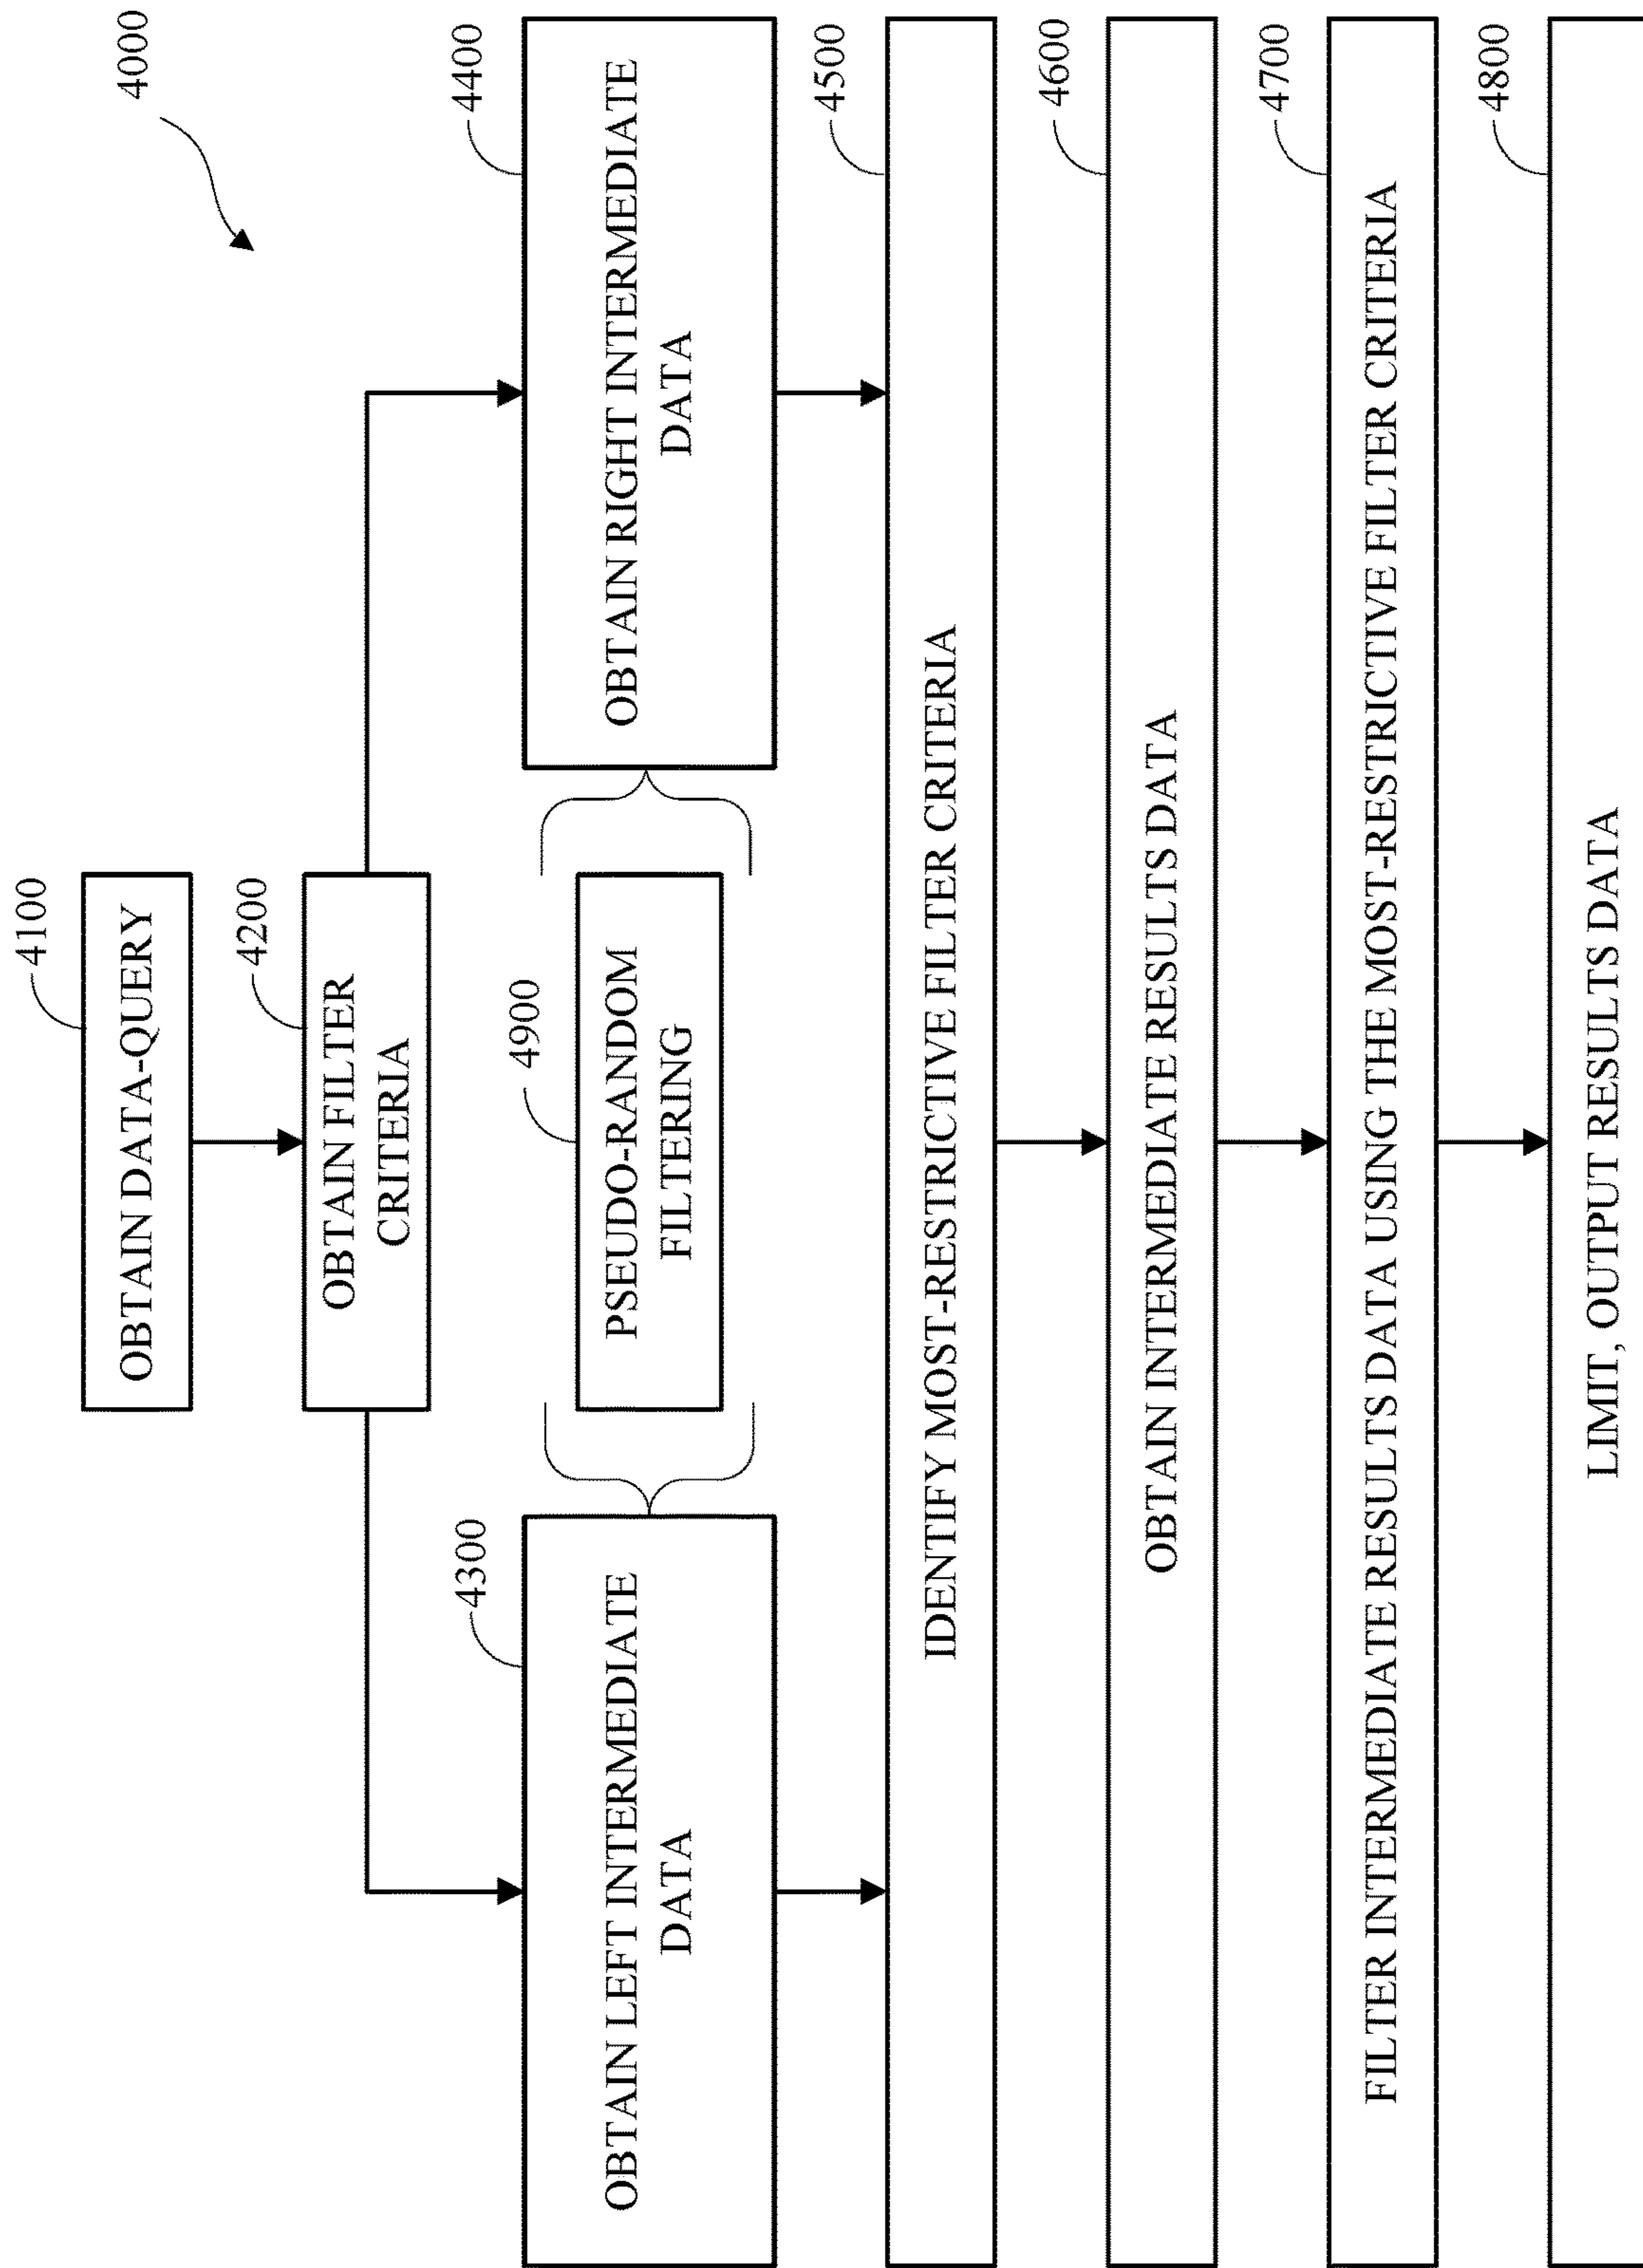 4000
4100
OBTAIN DATA-QUERY
4200
OBTAIN FILTER
CRITERIA
4300
OBTAIN LEFT INTERMEDIATE
DATA
4900
PSEUDO-RANDOM
FILTERING
4400
OBTAIN RIGHT INTERMEDIATE
DATA
4500
IDENTIFY MOST-RESTRICTIVE FILTER CRITERIA
4600
OBTAIN INTERMEDIATE RESULTS DATA
4700
FILTER INTERMEDIATE RESULTS DATA USING THE MOST-RESTRICTIVE FILTER CRITERIA
4800
LIMIT, OUTPUT RESULTS DATA